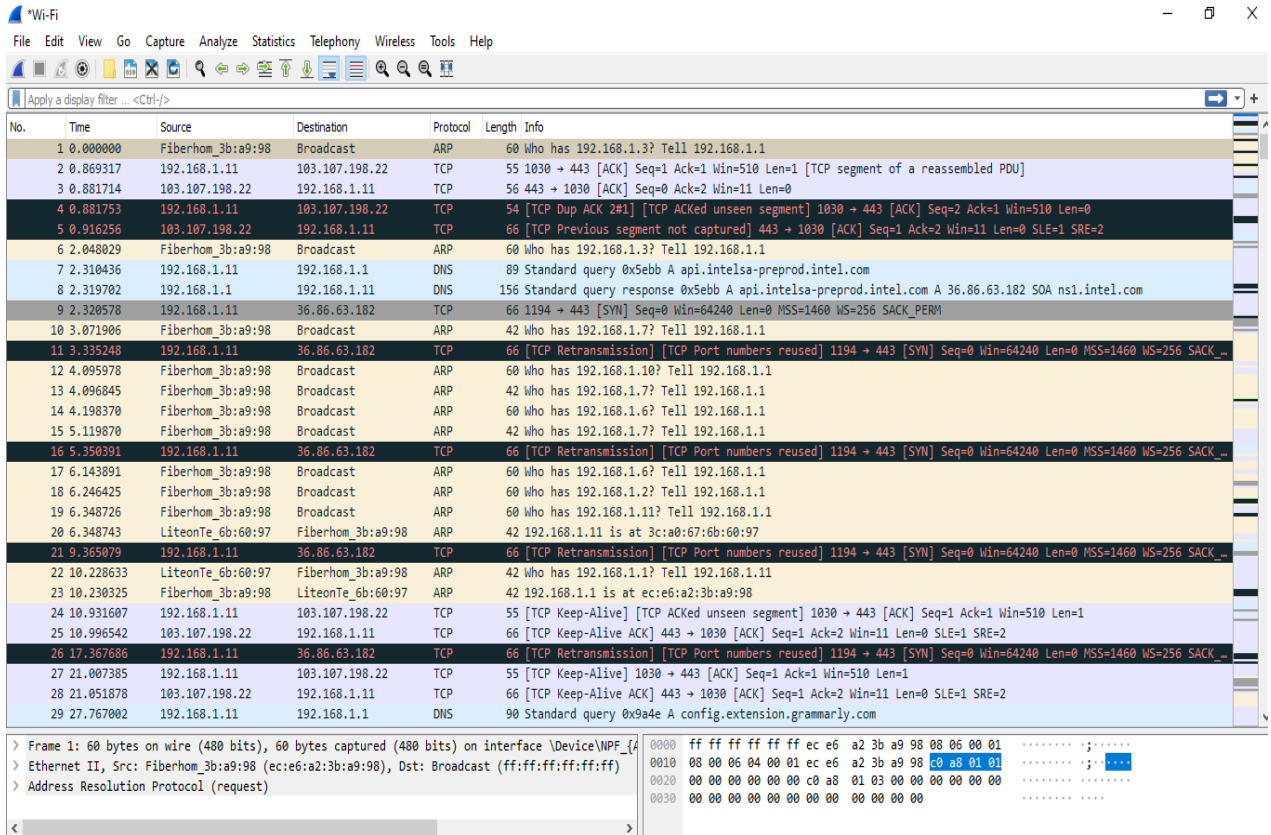 *Wi-Fi
File Edit View Go Capture Analyze Statistics Telephony Wireless Tools Help
Apply a display filter ... <Ctrl-/>
No. Time Source Destination Protocol Length Info
1 0.000000 Fiberhom_3b:a9:98 Broadcast ARP 60 Who has 192.168.1.3? Tell 192.168.1.1
2 0.869317 192.168.1.11 103.107.198.22 TCP 55 1030 → 443 [ACK] Seq=1 Ack=1 Win=510 Len=1 [TCP segment of a reassembled PDU]
3 0.881714 103.107.198.22 192.168.1.11 TCP 56 443 → 1030 [ACK] Seq=0 Ack=2 Win=11 Len=0
4 0.881753 192.168.1.11 103.107.198.22 TCP 54 [TCP Dup ACK 2#1] [TCP ACKed unseen segment] 1030 → 443 [ACK] Seq=2 Ack=1 Win=510 Len=0
5 0.916256 103.107.198.22 192.168.1.11 TCP 66 [TCP Previous segment not captured] 443 → 1030 [ACK] Seq=1 Ack=2 Win=11 Len=0 SLE=1 SRE=2
6 2.048029 Fiberhom_3b:a9:98 Broadcast ARP 60 Who has 192.168.1.3? Tell 192.168.1.1
7 2.310436 192.168.1.11 192.168.1.1 DNS 89 Standard query 0x5ebb A api.intelsa-preprod.intel.com
8 2.319702 192.168.1.1 192.168.1.11 DNS 156 Standard query response 0x5ebb A api.intelsa-preprod.intel.com A 36.86.63.182 SOA ns1.intel.com
9 2.320578 192.168.1.11 36.86.63.182 TCP 66 1194 → 443 [SYN] Seq=0 Win=64240 Len=0 MSS=1460 WS=256 SACK_PERM
10 3.071906 Fiberhom_3b:a9:98 Broadcast ARP 42 Who has 192.168.1.7? Tell 192.168.1.1
11 3.335248 192.168.1.11 36.86.63.182 TCP 66 [TCP Retransmission] [TCP Port numbers reused] 1194 → 443 [SYN] Seq=0 Win=64240 Len=0 MSS=1460 WS=256 SACK_…
12 4.095978 Fiberhom_3b:a9:98 Broadcast ARP 60 Who has 192.168.1.10? Tell 192.168.1.1
13 4.096845 Fiberhom_3b:a9:98 Broadcast ARP 42 Who has 192.168.1.7? Tell 192.168.1.1
14 4.198370 Fiberhom_3b:a9:98 Broadcast ARP 60 Who has 192.168.1.6? Tell 192.168.1.1
15 5.119870 Fiberhom_3b:a9:98 Broadcast ARP 42 Who has 192.168.1.7? Tell 192.168.1.1
16 5.350391 192.168.1.11 36.86.63.182 TCP 66 [TCP Retransmission] [TCP Port numbers reused] 1194 → 443 [SYN] Seq=0 Win=64240 Len=0 MSS=1460 WS=256 SACK_…
17 6.143891 Fiberhom_3b:a9:98 Broadcast ARP 60 Who has 192.168.1.6? Tell 192.168.1.1
18 6.246425 Fiberhom_3b:a9:98 Broadcast ARP 60 Who has 192.168.1.2? Tell 192.168.1.1
19 6.348726 Fiberhom_3b:a9:98 Broadcast ARP 60 Who has 192.168.1.11? Tell 192.168.1.1
20 6.348743 LiteonTe_6b:60:97 Fiberhom_3b:a9:98 ARP 42 192.168.1.11 is at 3c:a0:67:6b:60:97
21 9.365079 192.168.1.11 36.86.63.182 TCP 66 [TCP Retransmission] [TCP Port numbers reused] 1194 → 443 [SYN] Seq=0 Win=64240 Len=0 MSS=1460 WS=256 SACK_…
22 10.228633 LiteonTe_6b:60:97 Fiberhom_3b:a9:98 ARP 42 Who has 192.168.1.1? Tell 192.168.1.11
23 10.230325 Fiberhom_3b:a9:98 LiteonTe_6b:60:97 ARP 42 192.168.1.1 is at ec:e6:a2:3b:a9:98
24 10.931607 192.168.1.11 103.107.198.22 TCP 55 [TCP Keep-Alive] [TCP ACKed unseen segment] 1030 → 443 [ACK] Seq=1 Ack=1 Win=510 Len=1
25 10.996542 103.107.198.22 192.168.1.11 TCP 66 [TCP Keep-Alive ACK] 443 → 1030 [ACK] Seq=1 Ack=2 Win=11 Len=0 SLE=1 SRE=2
26 17.367686 192.168.1.11 36.86.63.182 TCP 66 [TCP Retransmission] [TCP Port numbers reused] 1194 → 443 [SYN] Seq=0 Win=64240 Len=0 MSS=1460 WS=256 SACK_…
27 21.007385 192.168.1.11 103.107.198.22 TCP 55 [TCP Keep-Alive] 1030 → 443 [ACK] Seq=1 Ack=1 Win=510 Len=1
28 21.051878 103.107.198.22 192.168.1.11 TCP 66 [TCP Keep-Alive ACK] 443 → 1030 [ACK] Seq=1 Ack=2 Win=11 Len=0 SLE=1 SRE=2
29 27.767002 192.168.1.11 192.168.1.1 DNS 90 Standard query 0x9a4e A config.extension.grammarly.com
Frame 1: 60 bytes on wire (480 bits), 60 bytes captured (480 bits) on interface \Device\NPF_{A
Ethernet II, Src: Fiberhom_3b:a9:98 (ec:e6:a2:3b:a9:98), Dst: Broadcast (ff:ff:ff:ff:ff:ff)
Address Resolution Protocol (request)
0000 ff ff ff ff ff ff ec e6 a2 3b a9 98 08 06 00 01 ········ ·;······
0010 08 00 06 04 00 01 ec e6 a2 3b a9 98 c0 a8 01 01 ········ ·;······
0020 00 00 00 00 00 00 c0 a8 01 03 00 00 00 00 00 00
0030 00 00 00 00 00 00 00 00 00 00 00 00 ········ ····